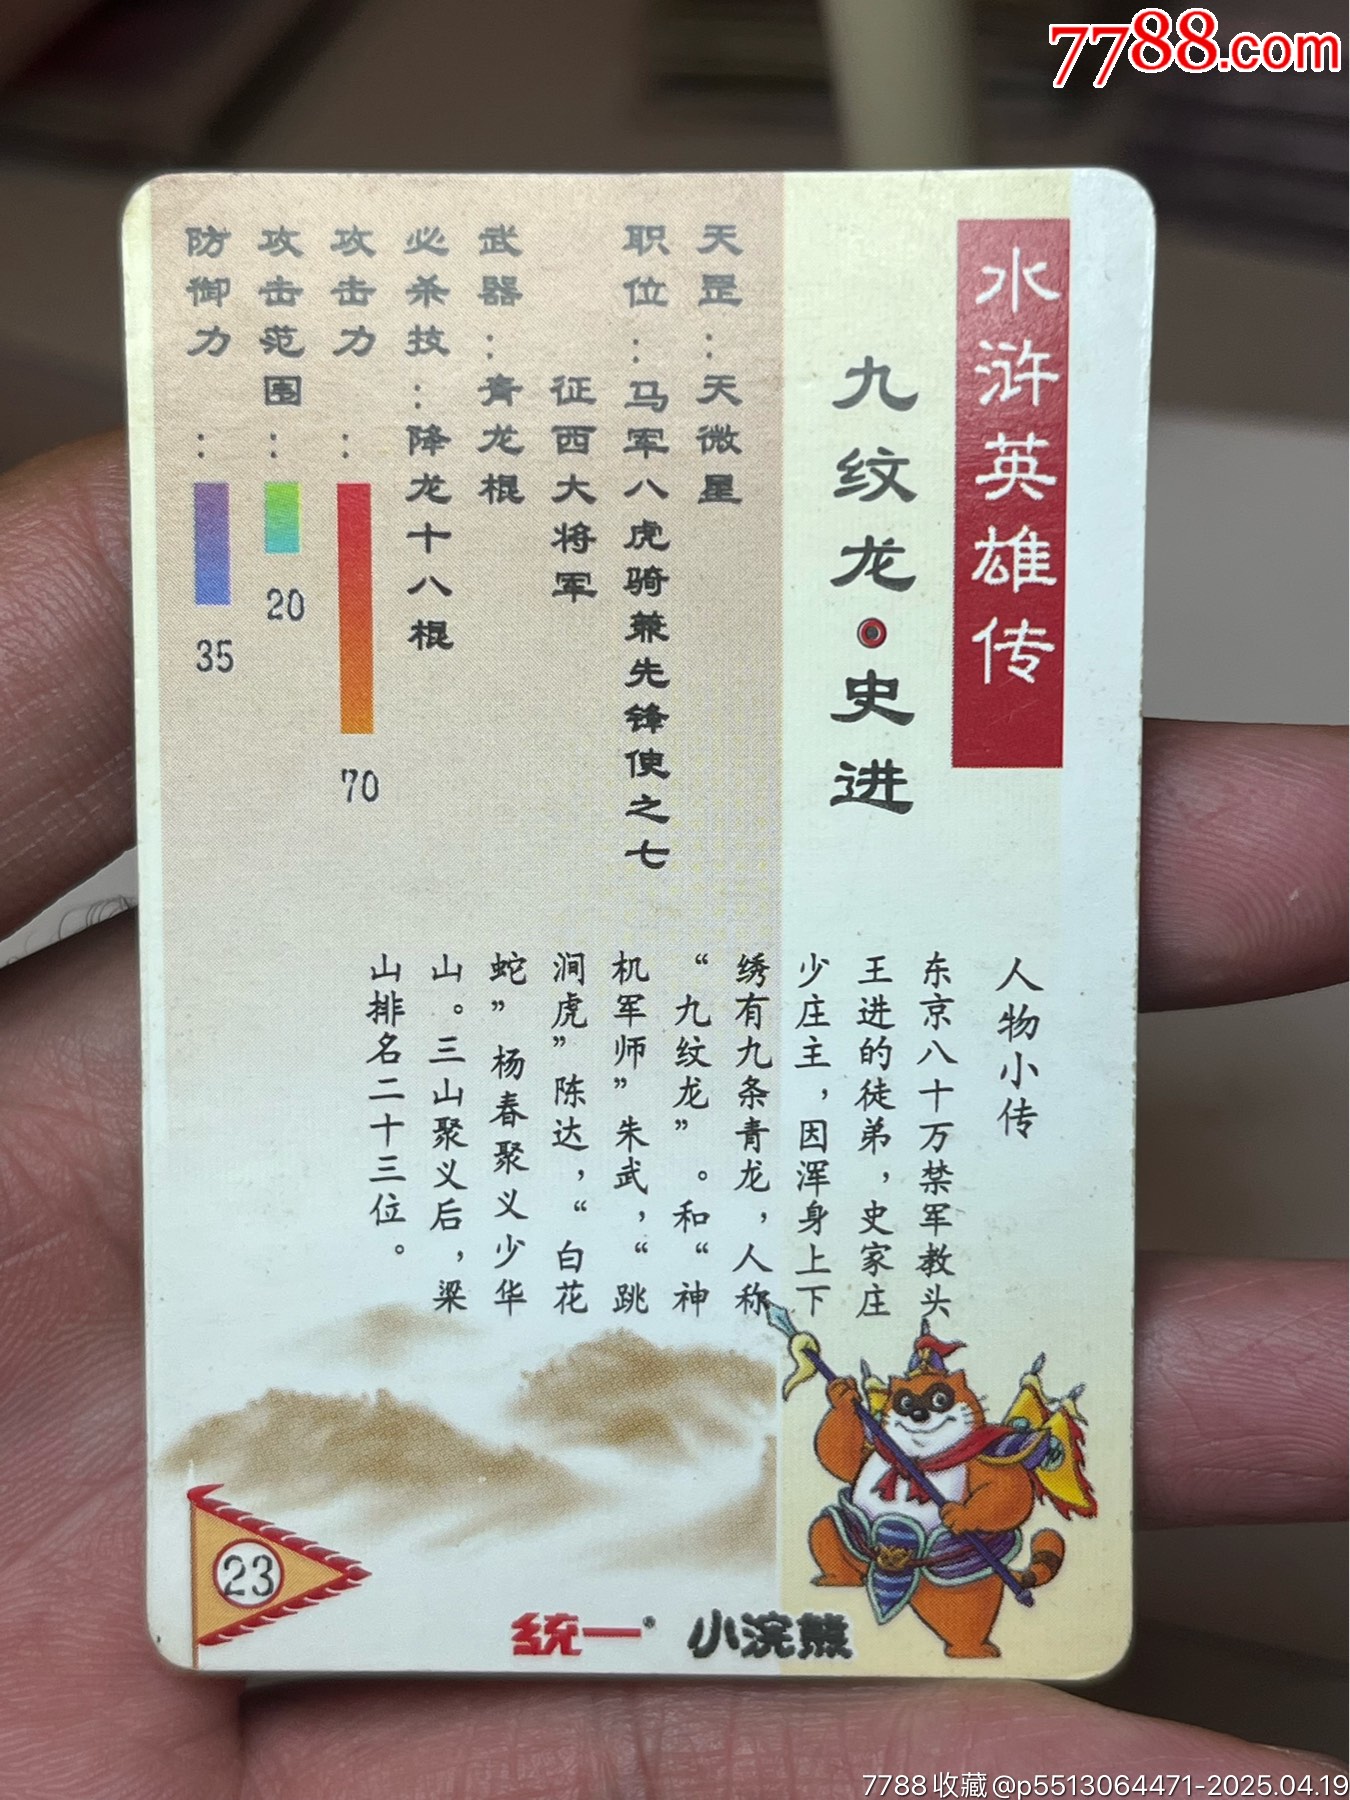 7788.com
水浒英雄传
九纹龙·史进
天罡:天微星
职位:马军八虎骑兼先锋使之七
征西大将军
武器:青龙棍
必杀技:降龙十八棍
攻击力:70
攻击范围:20
防御力:35
人物小传
东京八十万禁军教头
王进的徒弟，史家庄
少庄主，因浑身上下
绣有九条青龙，人称
“九纹龙”。和“神
机军师”朱武，“跳
涧虎”陈达，“白花
蛇”杨春聚义少华
山。三山聚义后，梁
山排名二十三位。
23
統一®
小浣熊
7788收藏@p5513064471-2025.04.19